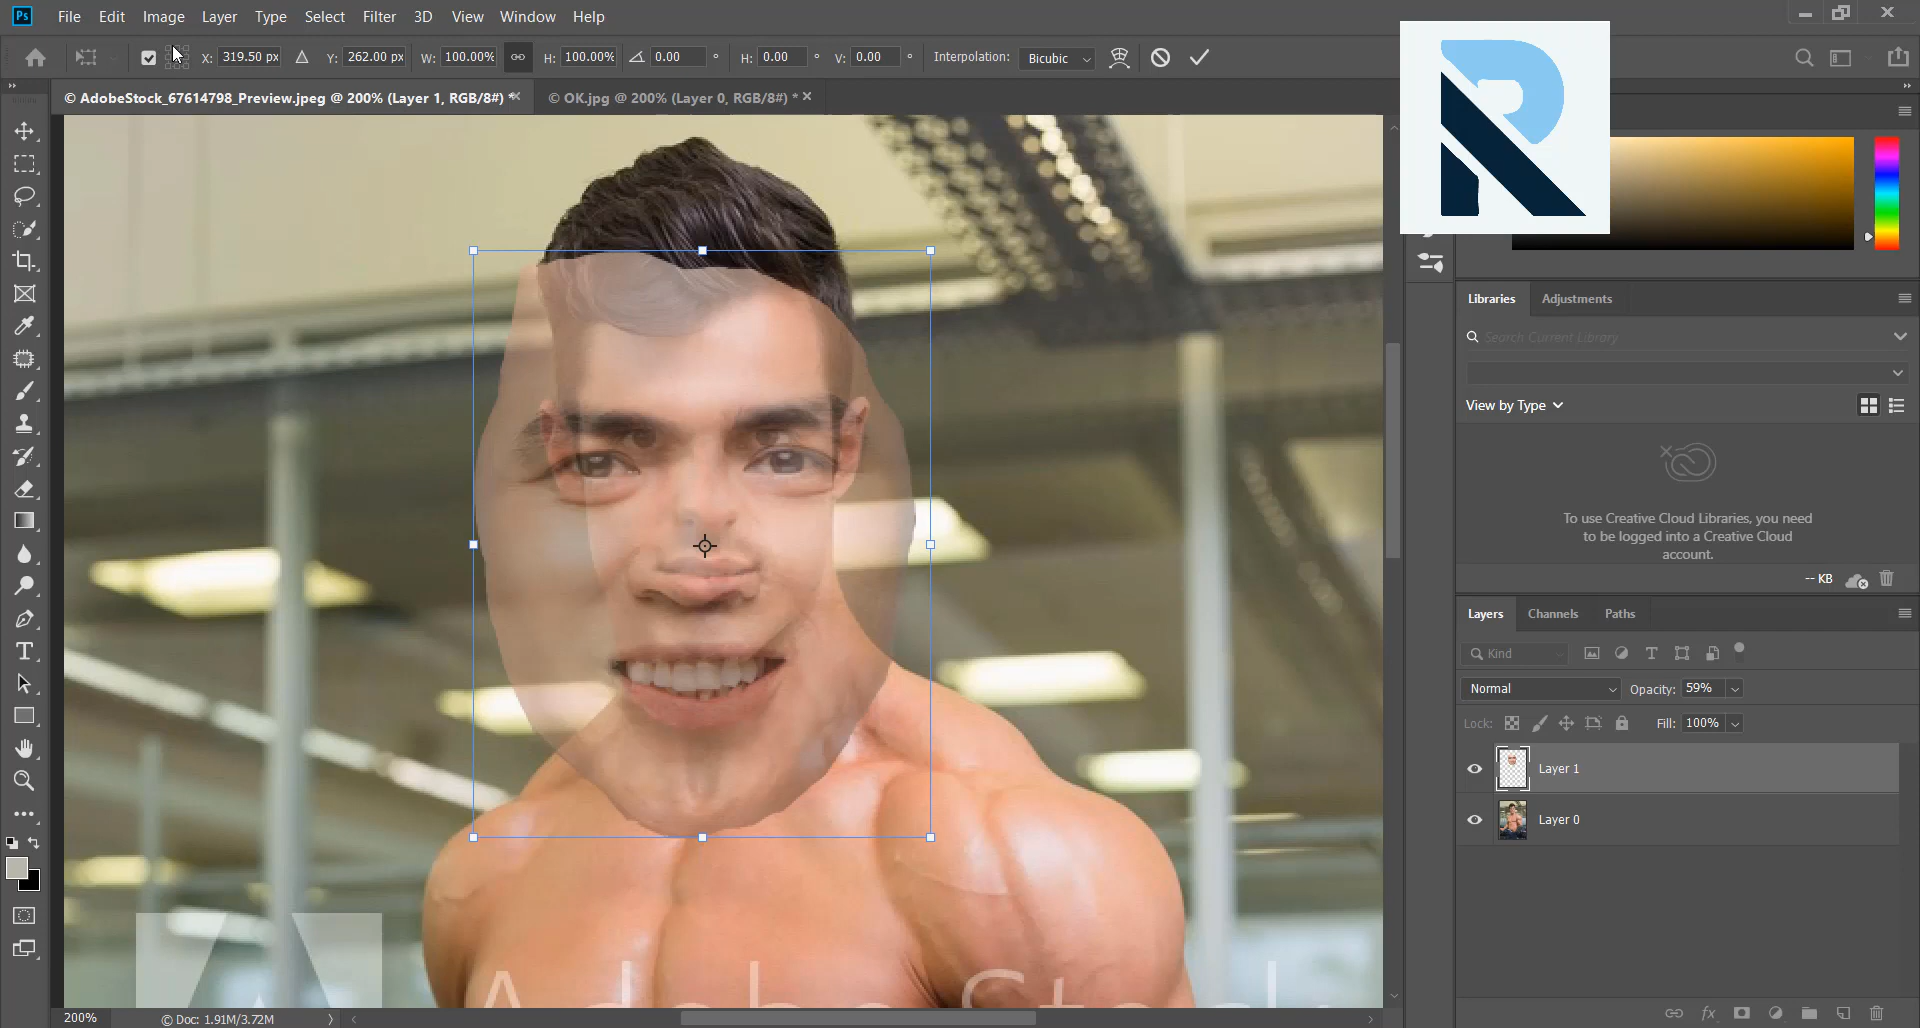 Ps File Edit Image Layer Type Select Filter 3D View Window Help
X: 319.50 px Y: 262.00 px W: 100.00% H: 100.00% 0.00 ° H: 0.00 ° V: 0.00 ° Interpolation: Bicubic
© AdobeStock_67614798_Preview.jpeg @ 200% (Layer 1, RGB/8#) * × © OK.jpg @ 200% (Layer 0, RGB/8#) * ×
Libraries Adjustments
Search Current Library
View by Type
To use Creative Cloud Libraries, you need
to be logged into a Creative Cloud
account.
-- KB
Layers Channels Paths
Kind
Normal Opacity: 59%
Lock: Fill: 100%
Layer 1
Layer 0
fx
Adobe Stock
200% © Doc: 1.91M/3.72M